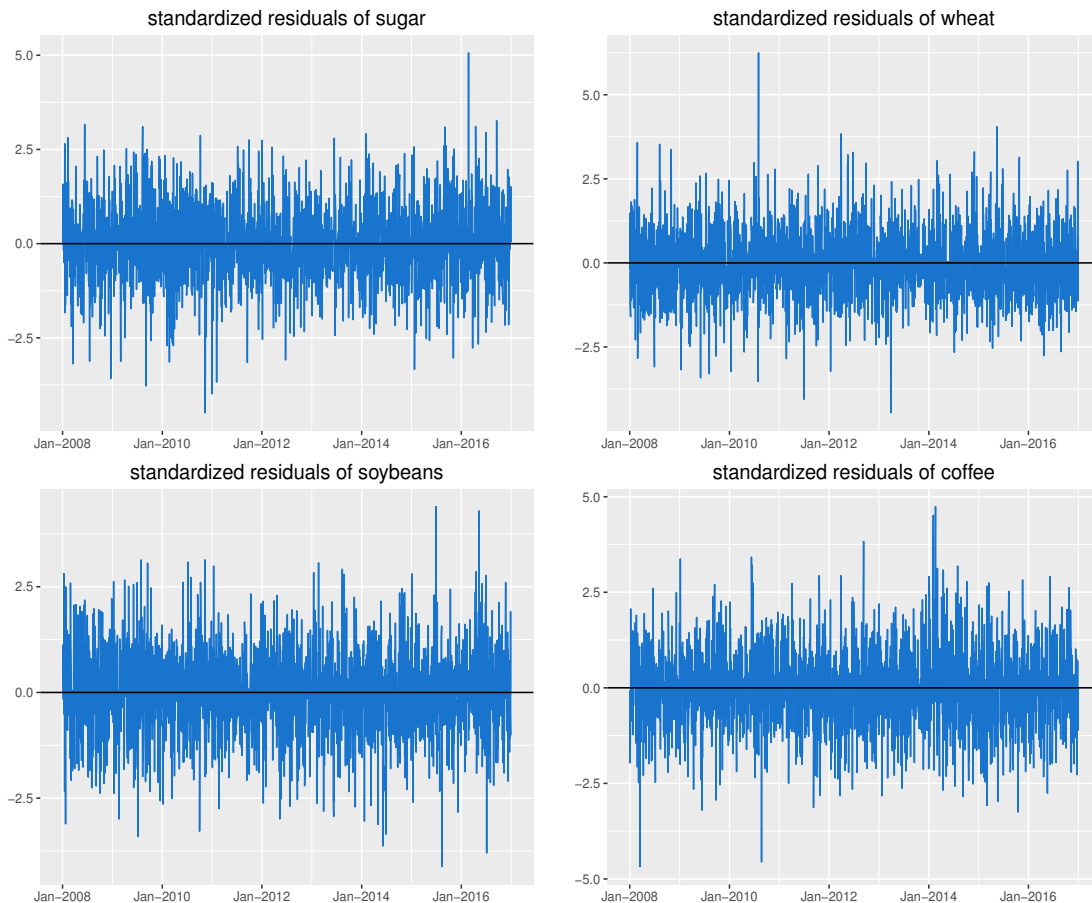 standardized residuals of sugar
5.0
2.5
0.0
−2.5
Jan−2008 Jan−2010 Jan−2012 Jan−2014 Jan−2016
standardized residuals of wheat
5.0
2.5
0.0
−2.5
Jan−2008 Jan−2010 Jan−2012 Jan−2014 Jan−2016
standardized residuals of soybeans
2.5
0.0
−2.5
Jan−2008 Jan−2010 Jan−2012 Jan−2014 Jan−2016
standardized residuals of coffee
5.0
2.5
0.0
−2.5
−5.0
Jan−2008 Jan−2010 Jan−2012 Jan−2014 Jan−2016